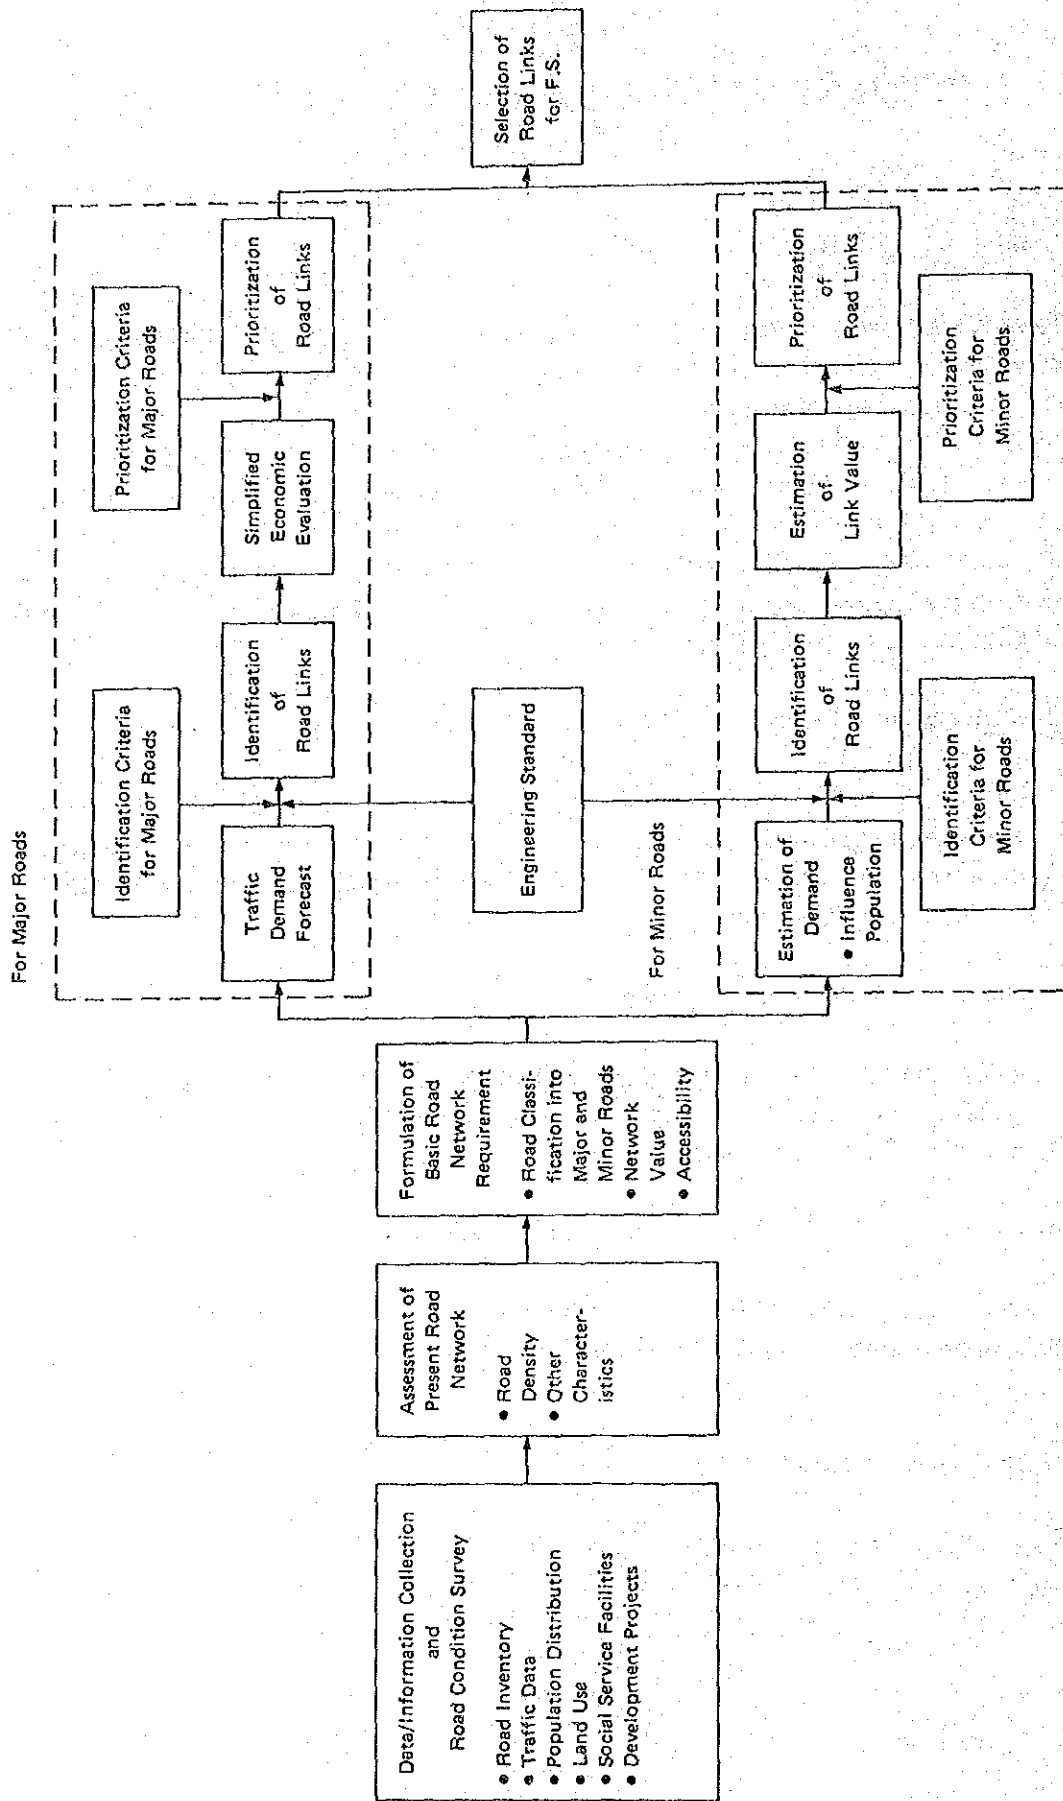 Data/Information Collection
and
Road Condition Survey
● Road Inventory
● Traffic Data
● Population Distribution
● Land Use
● Social Service Facilities
● Development Projects
Assessment of
Present Road
Network
● Road
Density
● Other
Character-
istics
Formulation of
Basic Road
Network
Requirement
● Road Classi-
fication into
Major and
Minor Roads
● Network
Value
● Accessibility
For Major Roads
Identification Criteria
for Major Roads
Prioritization Criteria
for Major Roads
Traffic
Demand
Forecast
Identification
of
Road Links
Simplified
Economic
Evaluation
Prioritization
of
Road Links
Engineering Standard
Selection of
Road Links
for F.S.
For Minor Roads
Estimation of
Demand
● Influence
Population
Identification
of
Road Links
Estimation
of
Link Value
Prioritization
of
Road Links
Identification
Criteria for
Minor Roads
Prioritization
Criteria for
Minor Roads